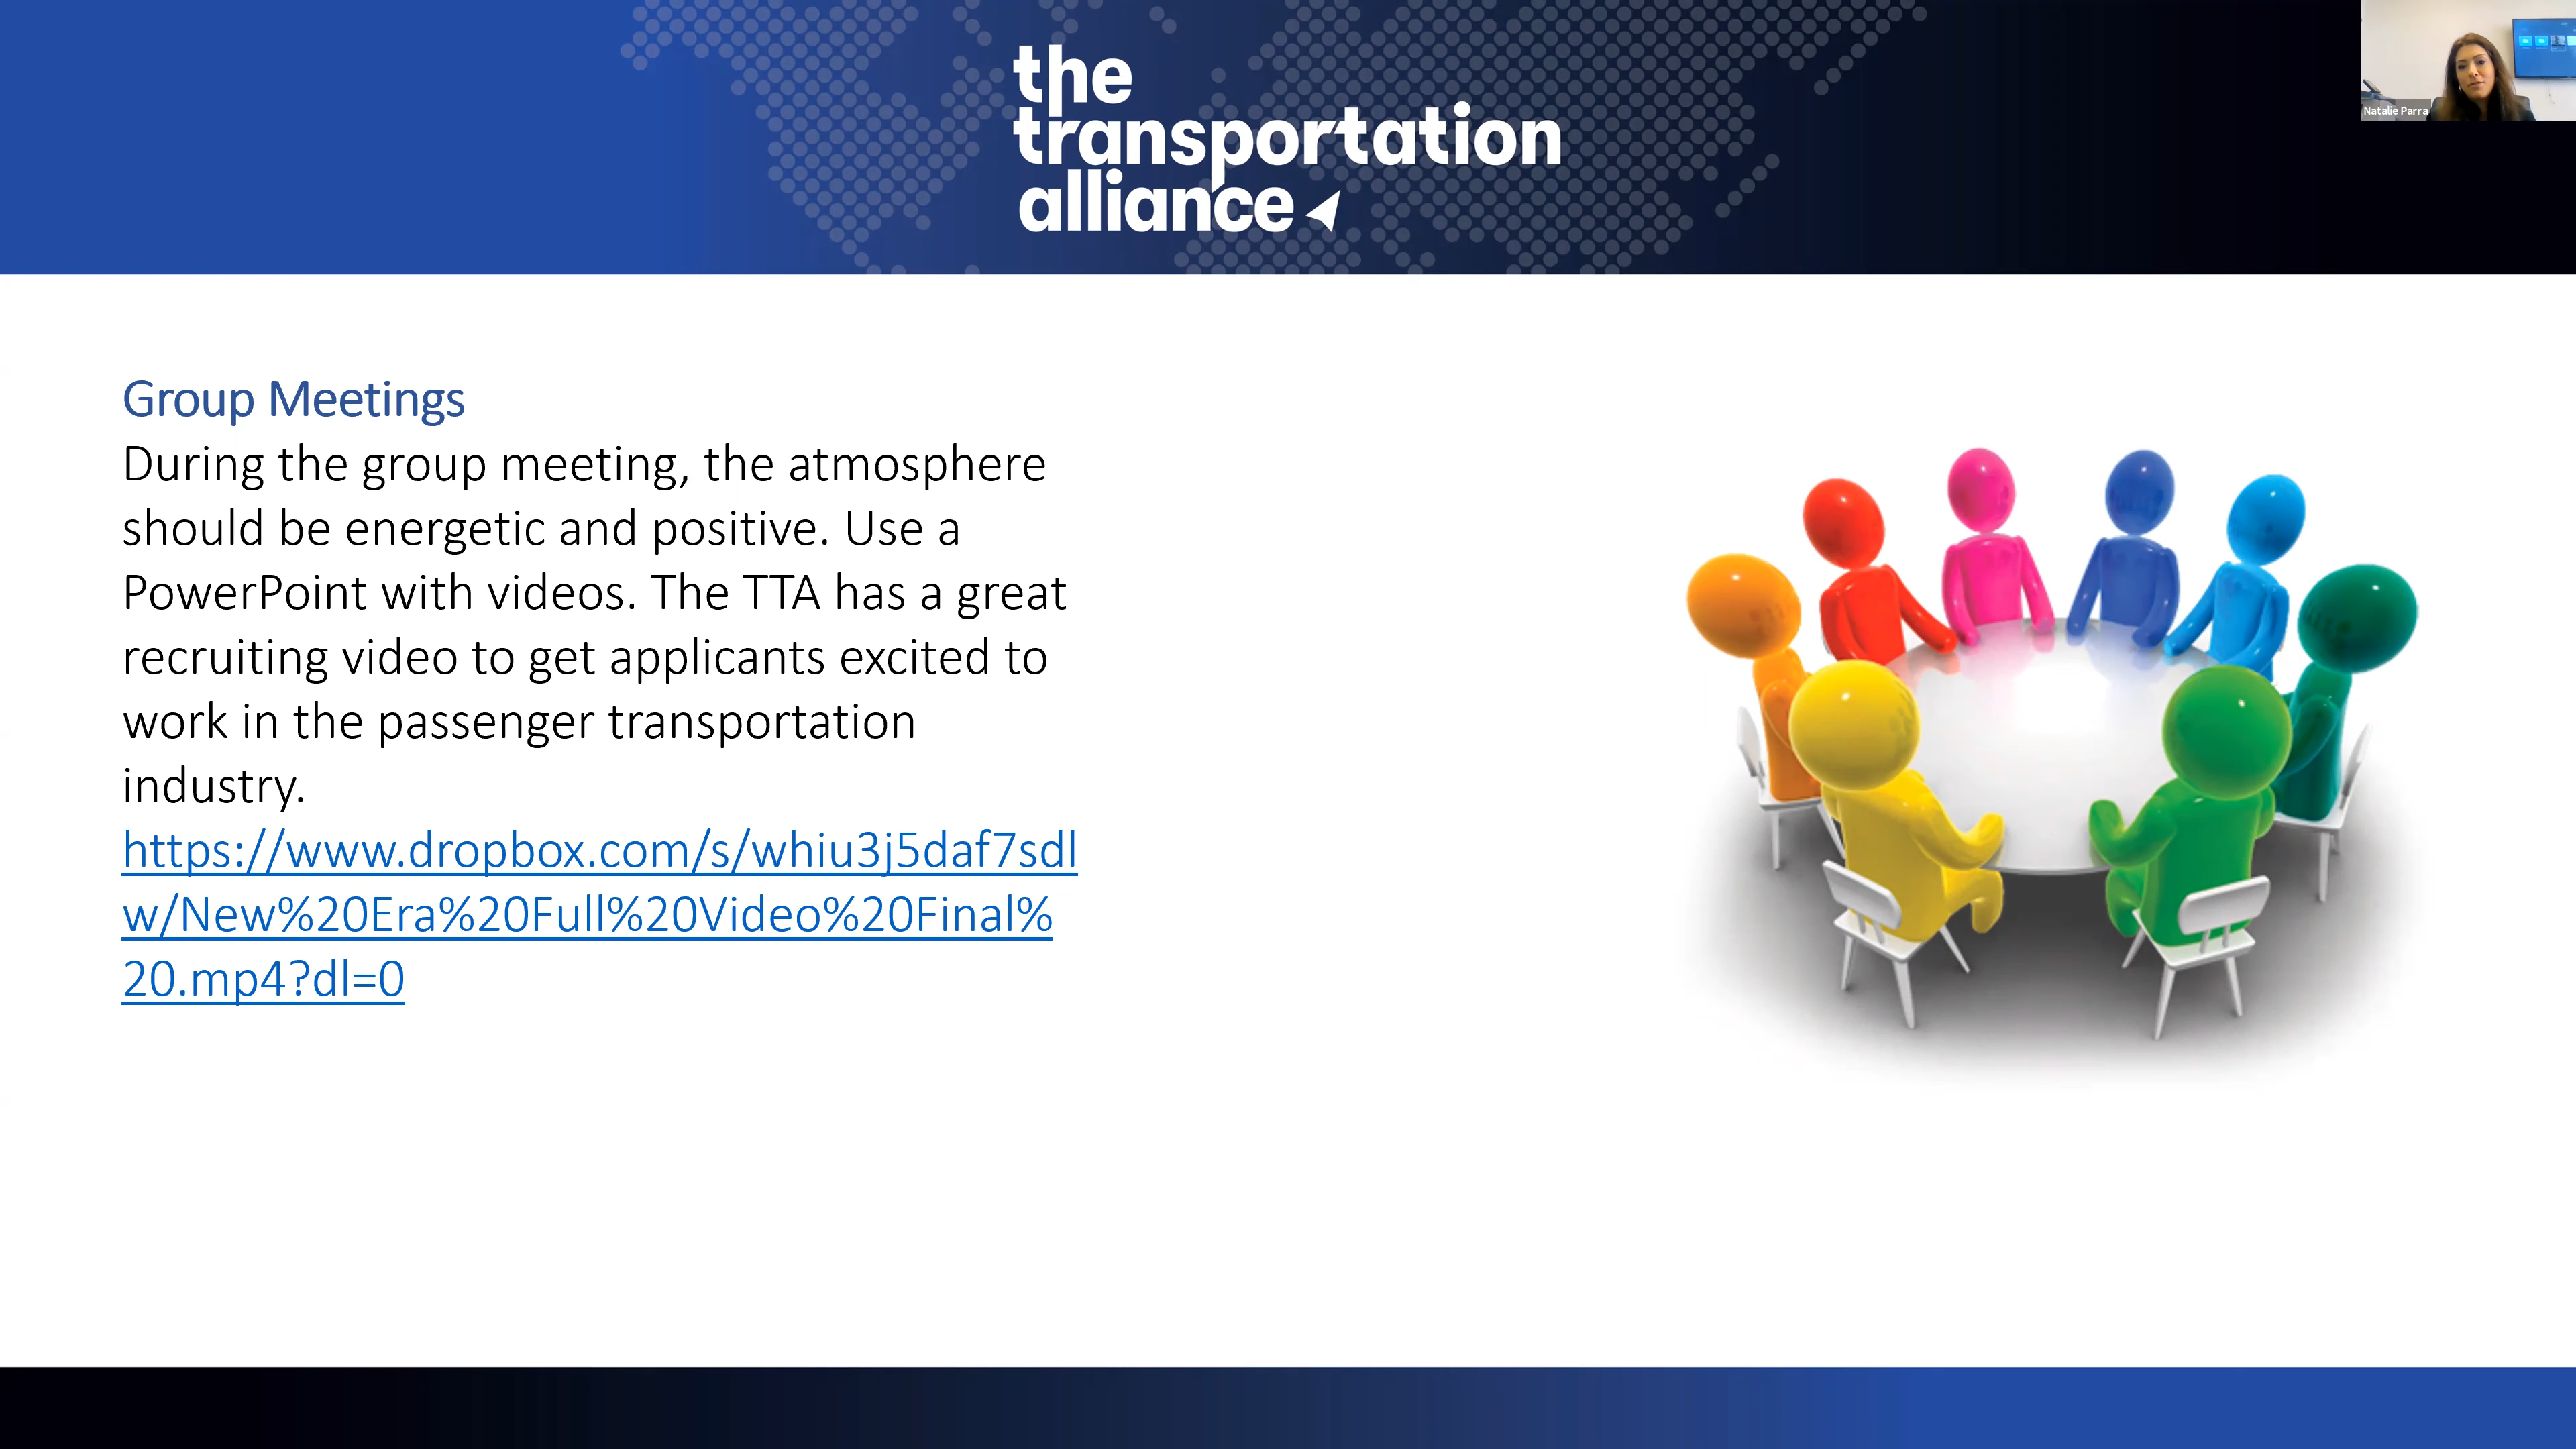 the
transportation
alliance
Natalie Parra
Group Meetings
During the group meeting, the atmosphere
should be energetic and positive. Use a
PowerPoint with videos. The TTA has a great
recruiting video to get applicants excited to
work in the passenger transportation
industry.
https://www.dropbox.com/s/whiu3j5daf7sdl
w/New%20Era%20Full%20Video%20Final%
20.mp4?dl=0